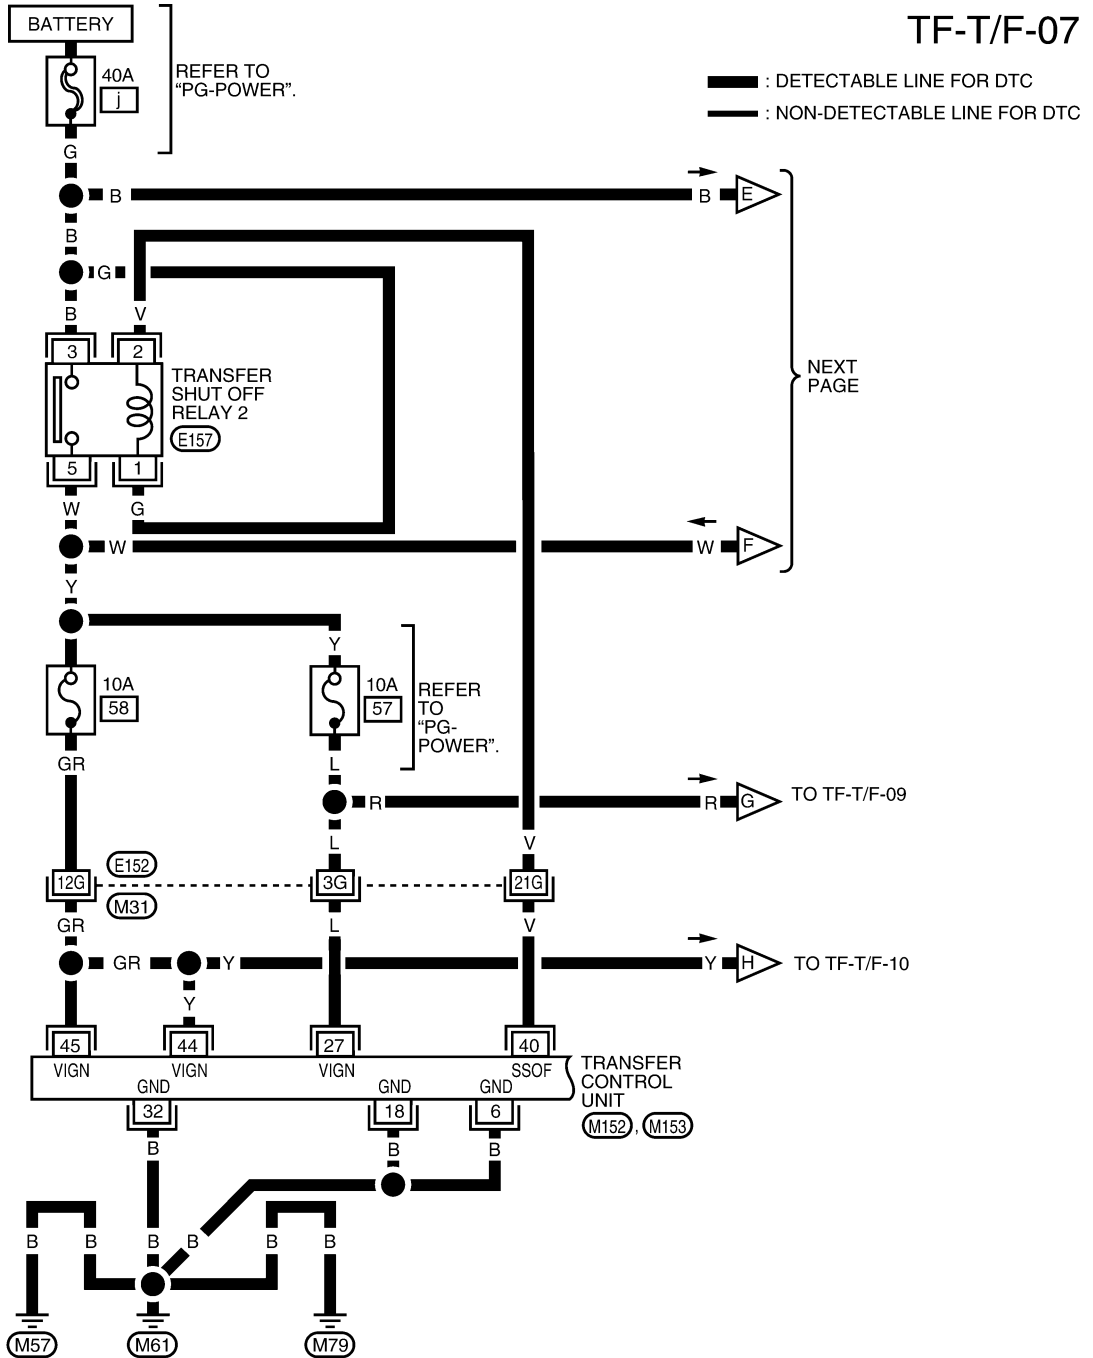 BATTERY
TF-T/F-07
40A
j
REFER TO
“PG-POWER”.
: DETECTABLE LINE FOR DTC
: NON-DETECTABLE LINE FOR DTC
G
B
B
E
B
G
B
V
3
2
TRANSFER
SHUT OFF
RELAY 2
E157
NEXT
PAGE
5
1
W
G
W
W
F
Y
Y
10A
58
10A
57
REFER
TO
“PG-
POWER”.
GR
L
R
R
G
TO TF-T/F-09
L
V
E152
12G
3G
21G
M31
GR
L
V
GR
Y
Y
H
TO TF-T/F-10
Y
45
44
27
40
VIGN
VIGN
VIGN
SSOF
TRANSFER
CONTROL
UNIT
GND
GND
GND
32
18
6
M152 , M153
B
B
B
B
B
B
B
B
B
M57
M61
M79